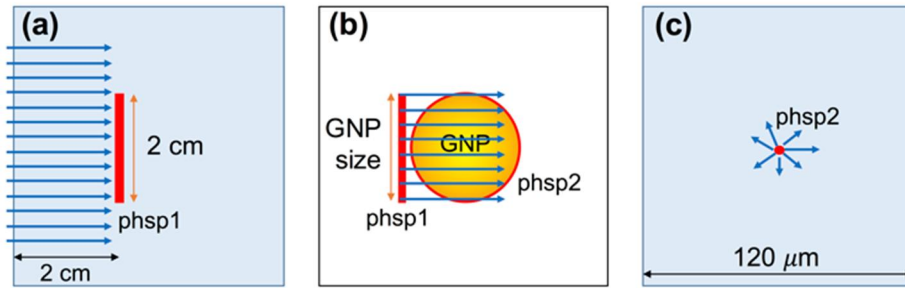 (a)
2 cm
phsp1
2 cm
(b)
GNP
size
GNP
phsp2
phsp1
(c)
phsp2
120 μm